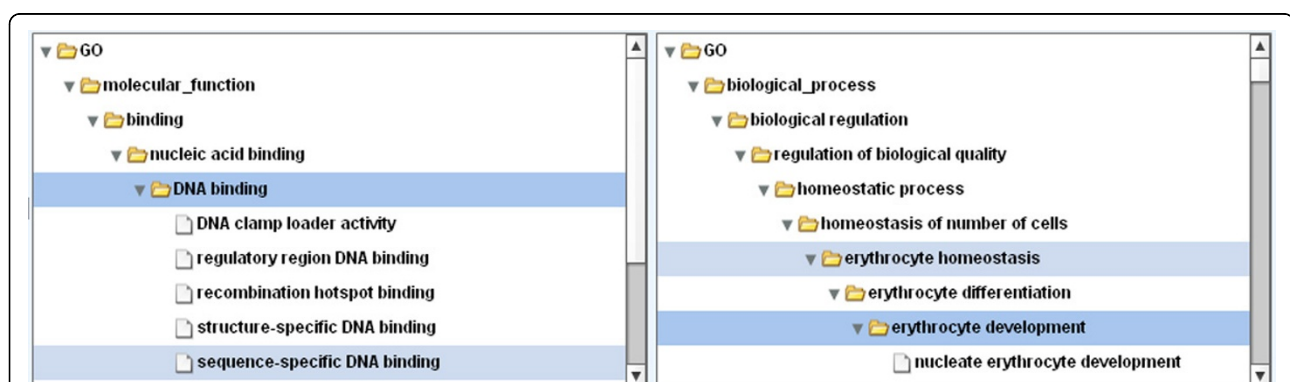 GO
molecular_function
binding
nucleic acid binding
DNA binding
DNA clamp loader activity
regulatory region DNA binding
recombination hotspot binding
structure-specific DNA binding
sequence-specific DNA binding
GO
biological_process
biological regulation
regulation of biological quality
homeostatic process
homeostasis of number of cells
erythrocyte homeostasis
erythrocyte differentiation
erythrocyte development
nucleate erythrocyte development